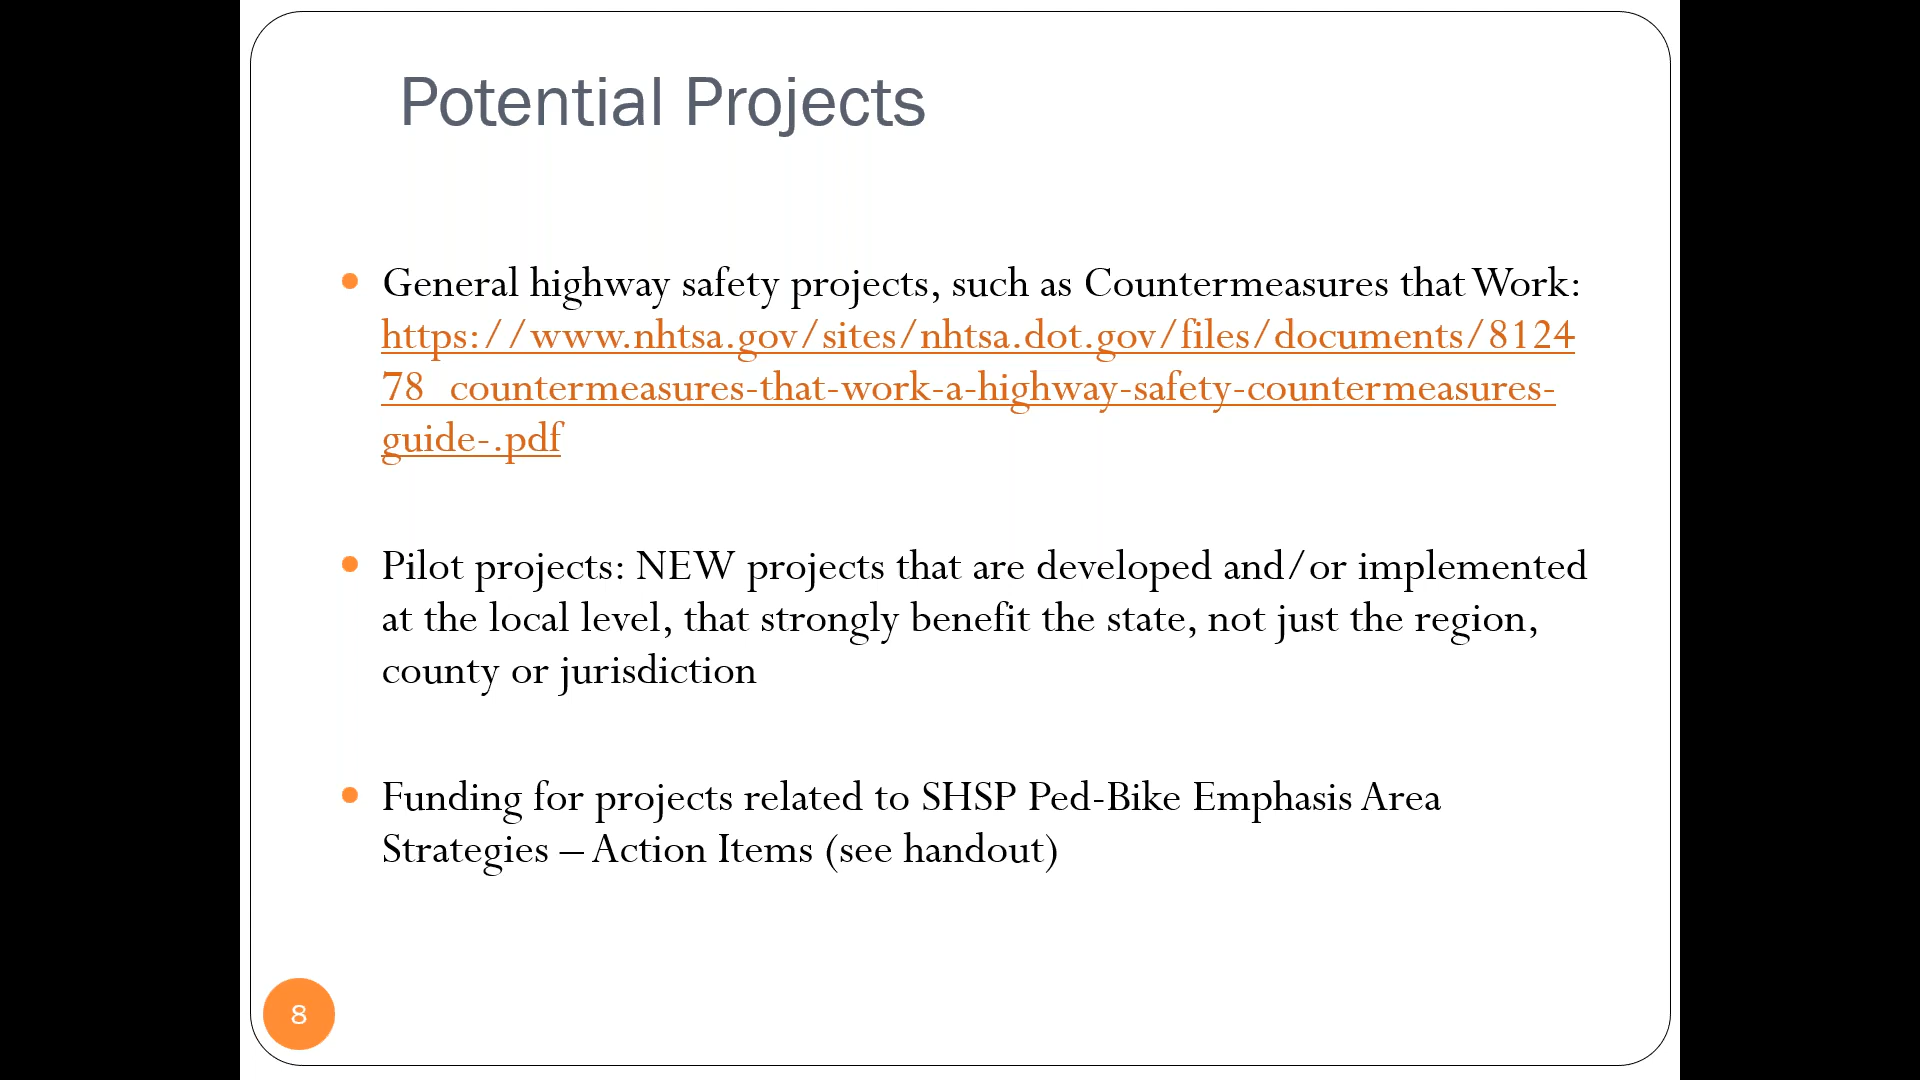 Potential Projects
General highway safety projects, such as Countermeasures that Work:
https://www.nhtsa.gov/sites/nhtsa.dot.gov/files/documents/8124
78_countermeasures-that-work-a-highway-safety-countermeasures-
guide-.pdf
Pilot projects: NEW projects that are developed and/or implemented
at the local level, that strongly benefit the state, not just the region,
county or jurisdiction
Funding for projects related to SHSP Ped-Bike Emphasis Area
Strategies – Action Items (see handout)
8